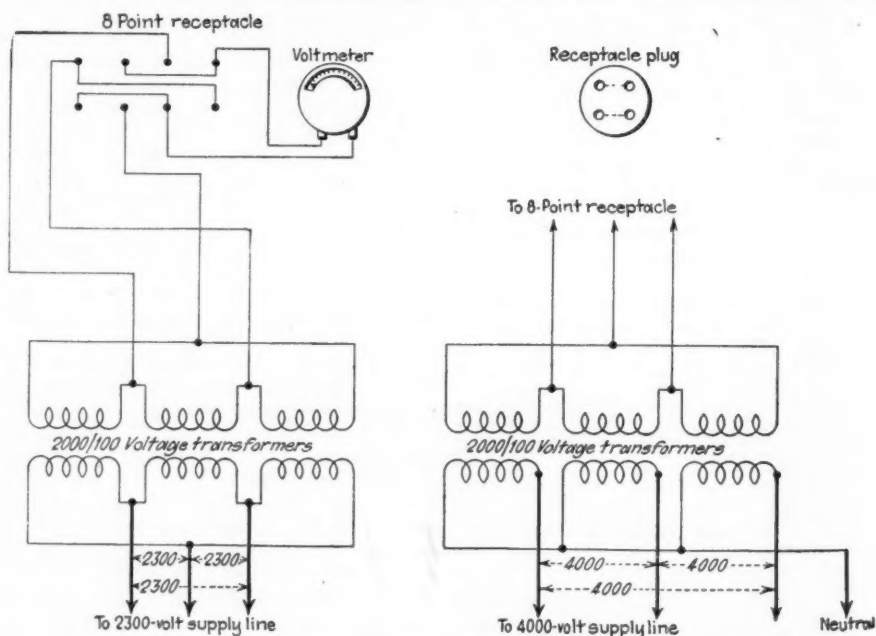 8 Point receptacle
Voltmeter
Receptacle plug
To 8-Point receptacle
2000/100 Voltage transformers
2000/100 Voltage transformers
2300 2300
2300
4000 4000
4000
To 2300-volt supply line
To 4000-volt supply line
Neutral